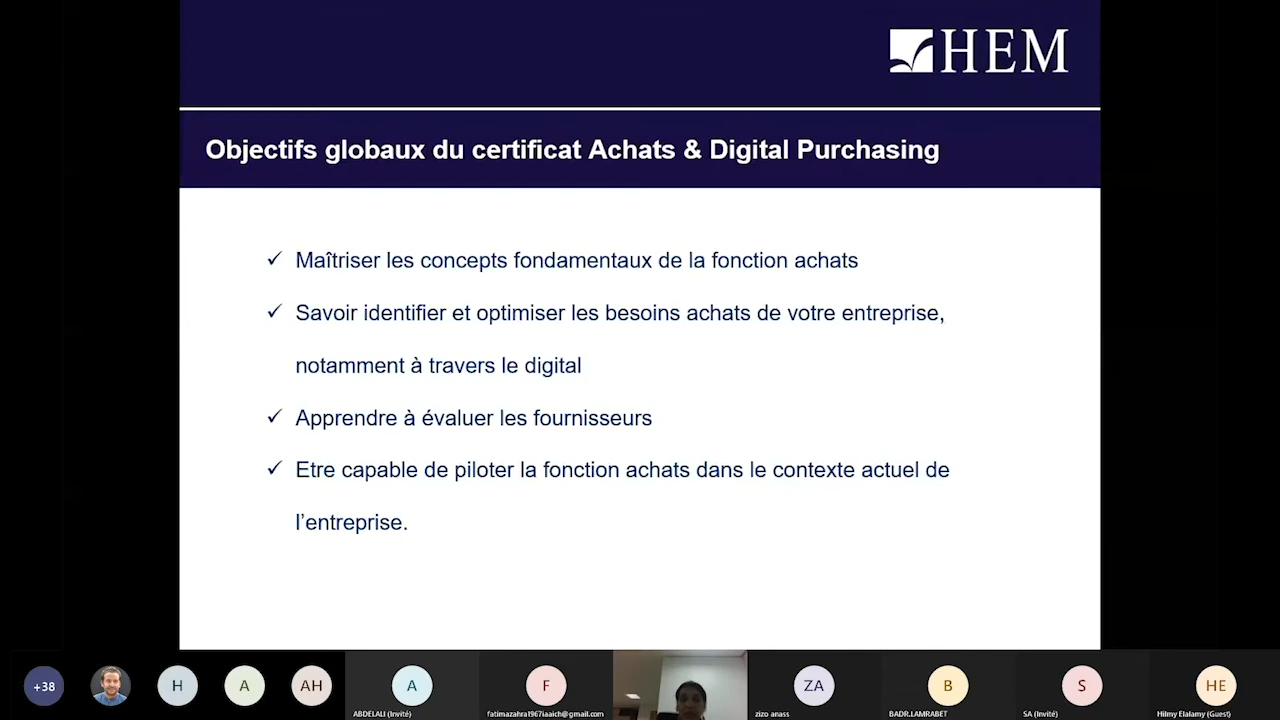 HEM
Objectifs globaux du certificat Achats & Digital Purchasing
✓ Maîtriser les concepts fondamentaux de la fonction achats
✓ Savoir identifier et optimiser les besoins achats de votre entreprise,
notamment à travers le digital
✓ Apprendre à évaluer les fournisseurs
✓ Etre capable de piloter la fonction achats dans le contexte actuel de
l’entreprise.
+38
H
A
AH
A
F
ZA
B
S
HE
ABDELALI (Invité)
fatimazahra1967iaaich@gmail.com
zizo anass
BADR.LAMRABET
SA (Invité)
Hilmy Elalamy (Guest)